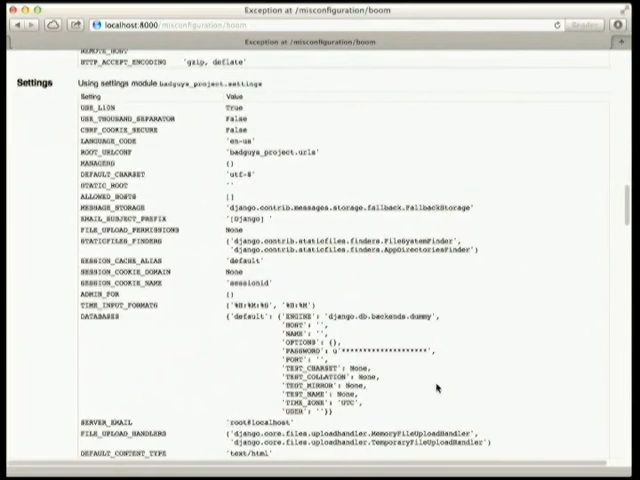 Exception at /misconfiguration/boom
localhost:8000/misconfiguration/boom
Reader
Exception at /misconfiguration/boom
REMOTE_HOST
HTTP_ACCEPT_ENCODING 'gzip, deflate'
Settings
Using settings module badguys_project.settings
Setting Value
USE_L10N True
USE_THOUSAND_SEPARATOR False
CSRF_COOKIE_SECURE False
LANGUAGE_CODE 'en-us'
ROOT_URLCONF 'badguys_project.urls'
MANAGERS ()
DEFAULT_CHARSET 'utf-8'
STATIC_ROOT ''
ALLOWED_HOSTS []
MESSAGE_STORAGE 'django.contrib.messages.storage.fallback.FallbackStorage'
EMAIL_SUBJECT_PREFIX '[Django] '
FILE_UPLOAD_PERMISSIONS None
STATICFILES_FINDERS ('django.contrib.staticfiles.finders.FileSystemFinder',
'django.contrib.staticfiles.finders.AppDirectoriesFinder')
SESSION_CACHE_ALIAS 'default'
SESSION_COOKIE_DOMAIN None
SESSION_COOKIE_NAME 'sessionid'
ADMIN_FOR ()
TIME_INPUT_FORMATS ('%H:%M:%S', '%H:%M')
DATABASES {'default': {'ENGINE': 'django.db.backends.dummy',
'HOST': '',
'NAME': '',
'OPTIONS': {},
'PASSWORD': u'********************',
'PORT': '',
'TEST_CHARSET': None,
'TEST_COLLATION': None,
'TEST_MIRROR': None,
'TEST_NAME': None,
'TIME_ZONE': 'UTC',
'USER': ''}}
SERVER_EMAIL 'root@localhost'
FILE_UPLOAD_HANDLERS ('django.core.files.uploadhandler.MemoryFileUploadHandler',
'django.core.files.uploadhandler.TemporaryFileUploadHandler')
DEFAULT_CONTENT_TYPE 'text/html'